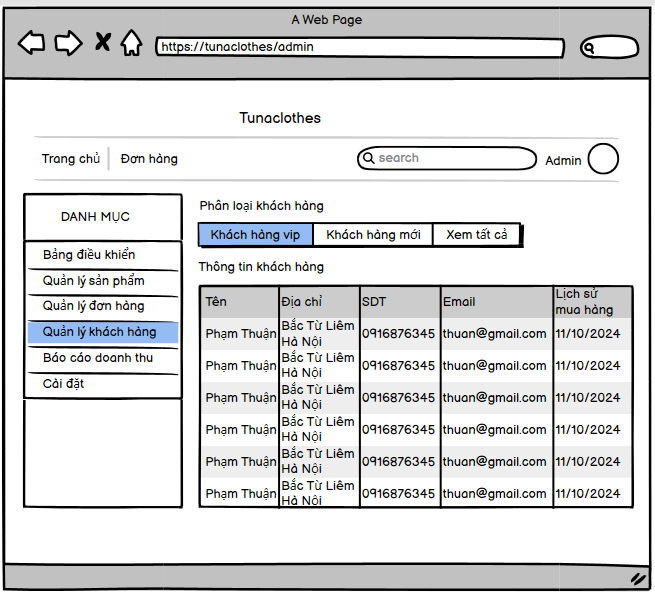 A Web Page
https://tunaclothes/admin
Tunaclothes
Trang chủ Đơn hàng search Admin
DANH MỤC
Bảng điều khiển
Quản lý sản phẩm
Quản lý đơn hàng
Quản lý khách hàng
Báo cáo doanh thu
Cài đặt
Phân loại khách hàng
Khách hàng vip Khách hàng mới Xem tất cả
Thông tin khách hàng
Tên Địa chỉ SDT Email Lịch sử
mua hàng
Phạm Thuận Bắc Từ Liêm 0916876345 thuan@gmail.com 11/10/2024
Hà Nội
Phạm Thuận Bắc Từ Liêm 0916876345 thuan@gmail.com 11/10/2024
Hà Nội
Phạm Thuận Bắc Từ Liêm 0916876345 thuan@gmail.com 11/10/2024
Hà Nội
Phạm Thuận Bắc Từ Liêm 0916876345 thuan@gmail.com 11/10/2024
Hà Nội
Phạm Thuận Bắc Từ Liêm 0916876345 thuan@gmail.com 11/10/2024
Hà Nội
Phạm Thuận Bắc Từ Liêm 0916876345 thuan@gmail.com 11/10/2024
Hà Nội